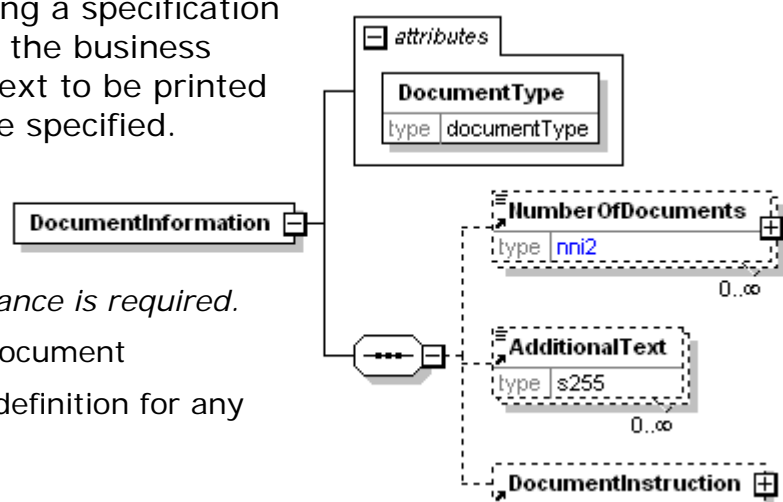 ng a specification
the business
ext to be printed
e specified.
ance is required.
ocument
definition for any
attributes
DocumentType
type documentType
DocumentInformation
NumberOfDocuments
type nni2
0..∞
AdditionalText
type s255
0..∞
DocumentInstruction